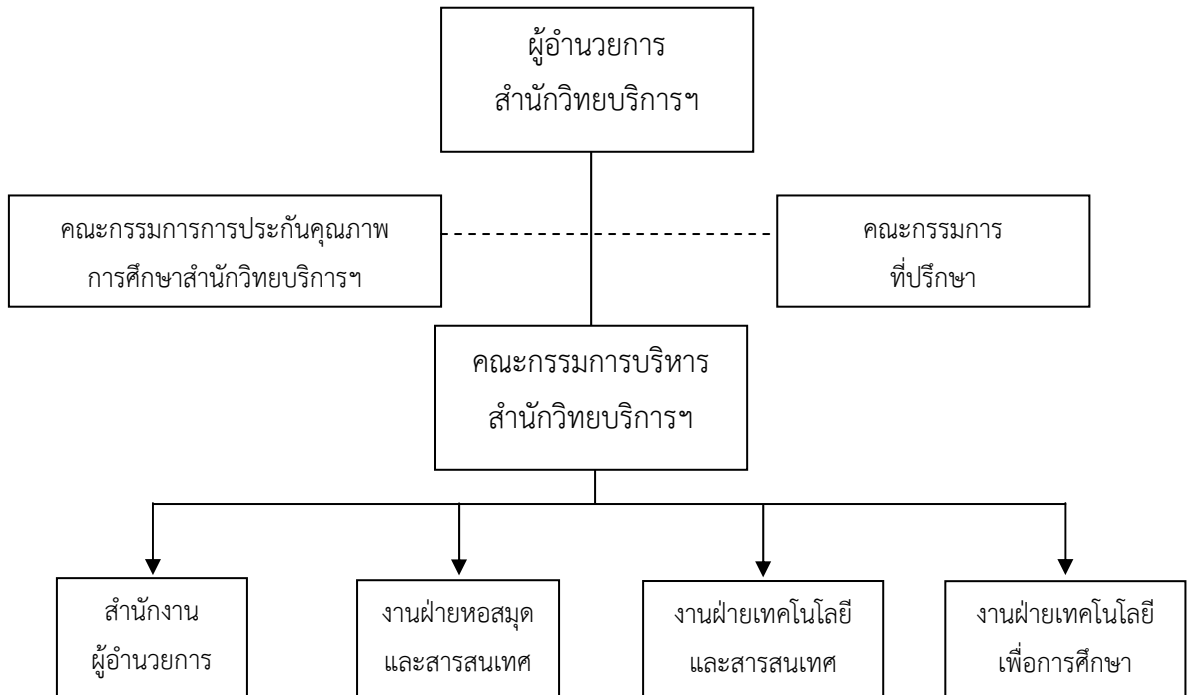 ผู้อำนวยการ
สำนักวิทยบริการฯ
คณะกรรมการการประกันคุณภาพ
การศึกษาสำนักวิทยบริการฯ
คณะกรรมการ
ที่ปรึกษา
คณะกรรมการบริหาร
สำนักวิทยบริการฯ
สำนักงาน
ผู้อำนวยการ
งานฝ่ายหอสมุด
และสารสนเทศ
งานฝ่ายเทคโนโลยี
และสารสนเทศ
งานฝ่ายเทคโนโลยี
เพื่อการศึกษา